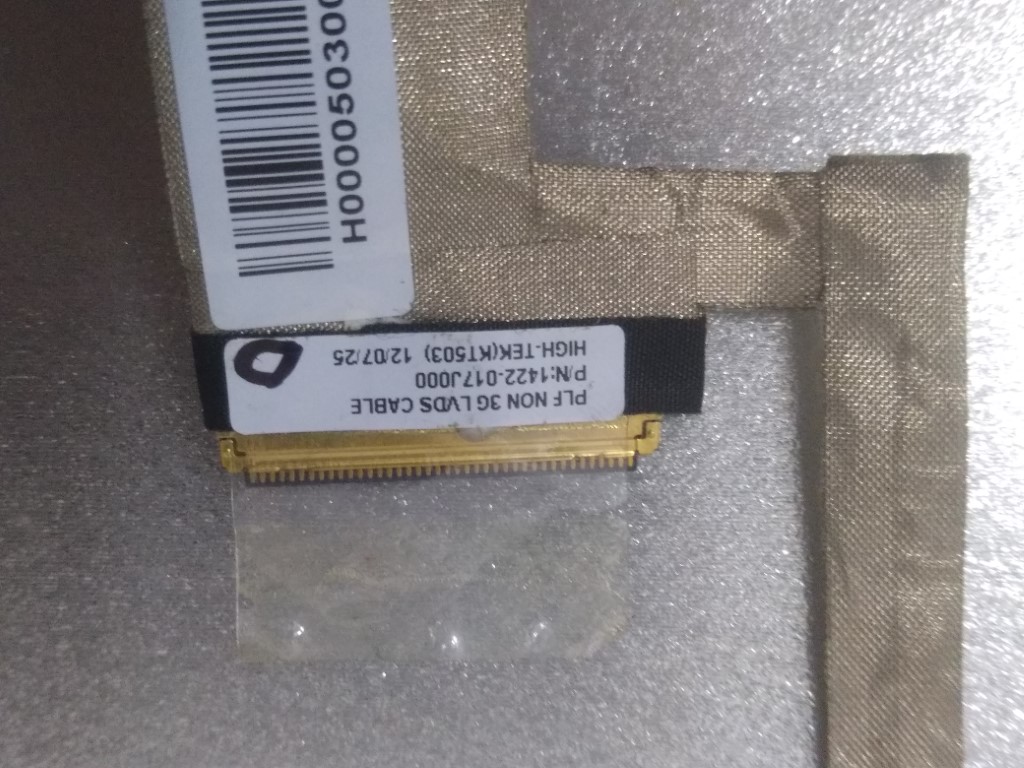 H000050300
PLF NON 3G LVDS CABLE
P/N:1422-017J000
HIGH-TEK(KT503) 12/07/25